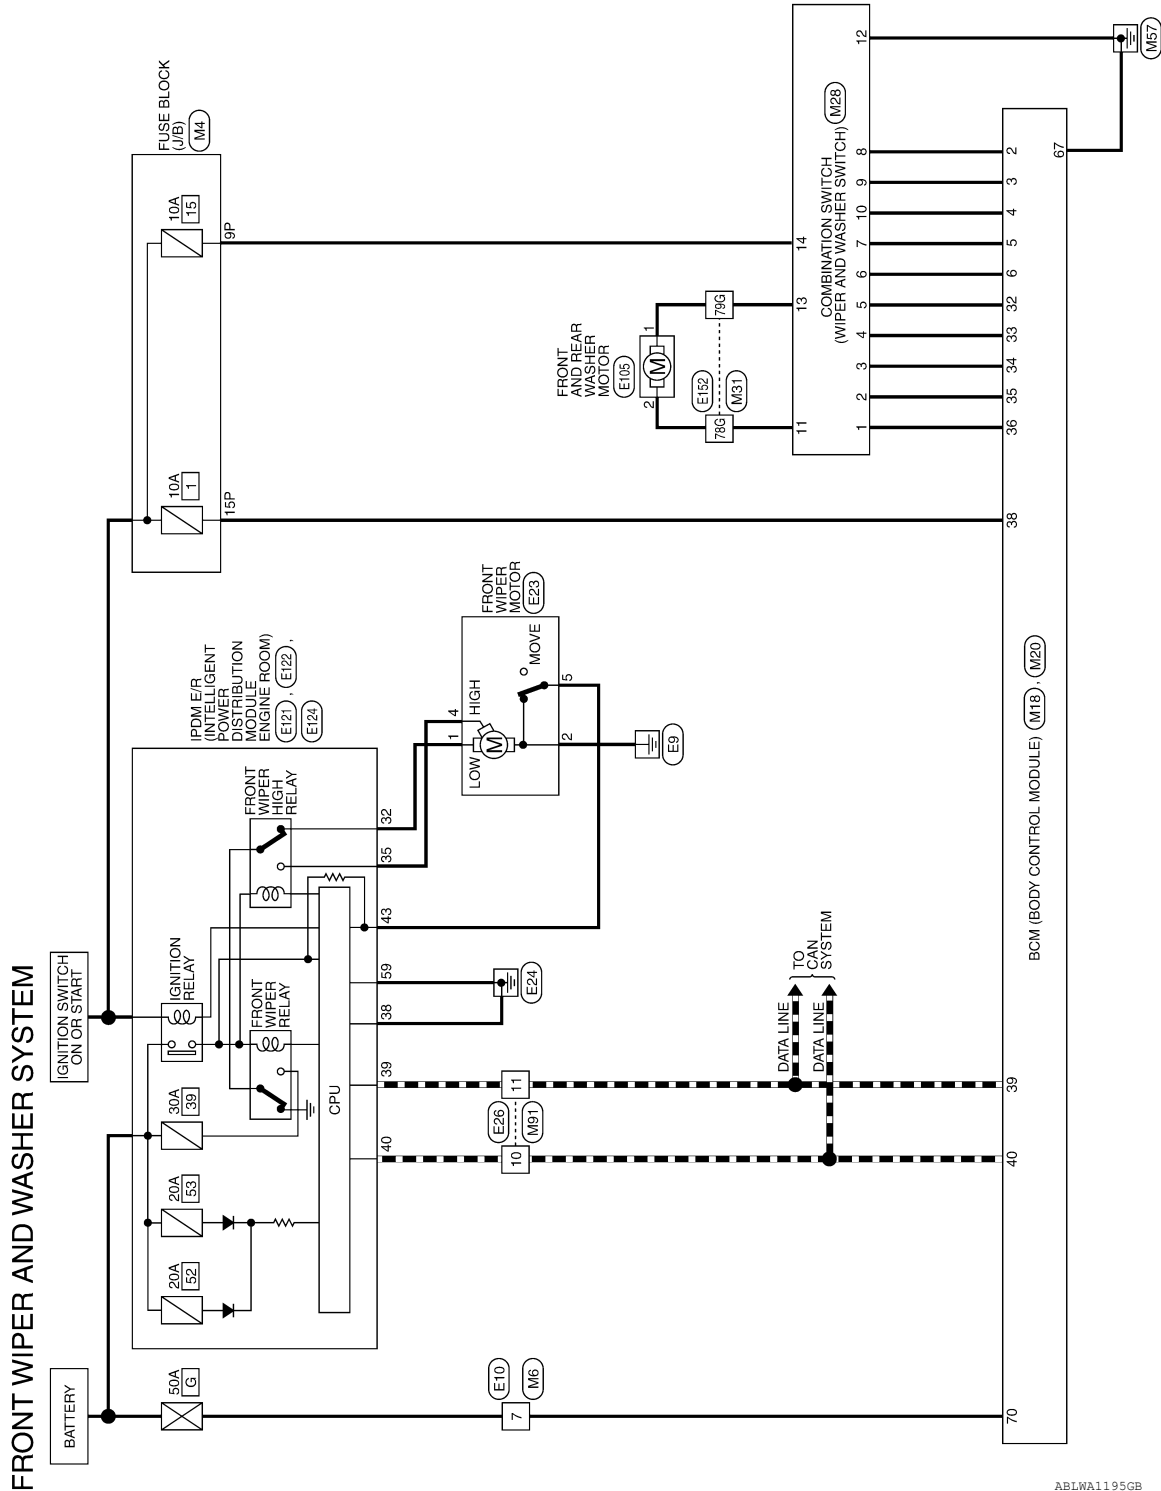 FRONT WIPER AND WASHER SYSTEM
BATTERY
IGNITION SWITCH
ON OR START
50A
G
20A
52
20A
53
30A
39
IGNITION
RELAY
FRONT
WIPER
RELAY
FRONT
WIPER
HIGH
RELAY
CPU
IPDM E/R
(INTELLIGENT
POWER
DISTRIBUTION
MODULE
ENGINE ROOM)
E121 , E122 ,
E124
40
39
38
59
43
35
32
FUSE BLOCK
(J/B)
M4
10A
1
10A
15
15P
9P
E10
M6
7
E26
M91
10
11
E24
FRONT
WIPER
MOTOR
E23
LOW
HIGH
M
MOVE
1
4
2
5
E9
FRONT
AND REAR
WASHER
MOTOR
E105
2
1
M
E152
M31
78G
79G
DATA LINE
DATA LINE
TO
CAN
SYSTEM
COMBINATION SWITCH
(WIPER AND WASHER SWITCH)
M28
11
13
14
1
2
3
4
5
6
7
10
9
8
12
70
40
39
38
36
35
34
33
32
6
5
4
3
2
67
BCM (BODY CONTROL MODULE) M18 , M20
M57
ABLWA1195GB